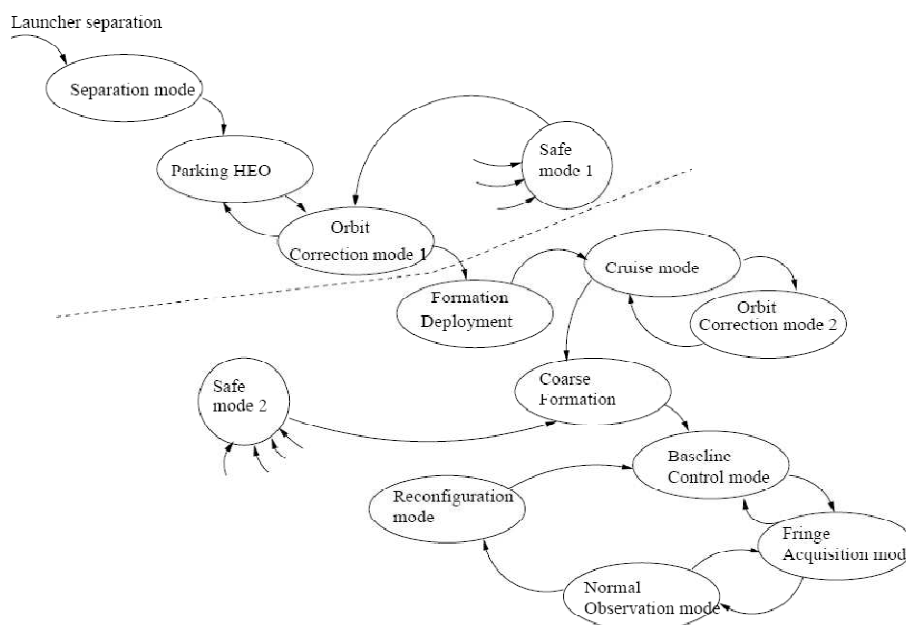 Launcher separation
Separation mode
Parking HEO
Safe
mode 1
Orbit
Correction mode 1
Cruise mode
Formation
Deployment
Orbit
Correction mode 2
Safe
mode 2
Coarse
Formation
Baseline
Control mode
Reconfiguration
mode
Fringe
Acquisition mod
Normal
Observation mode